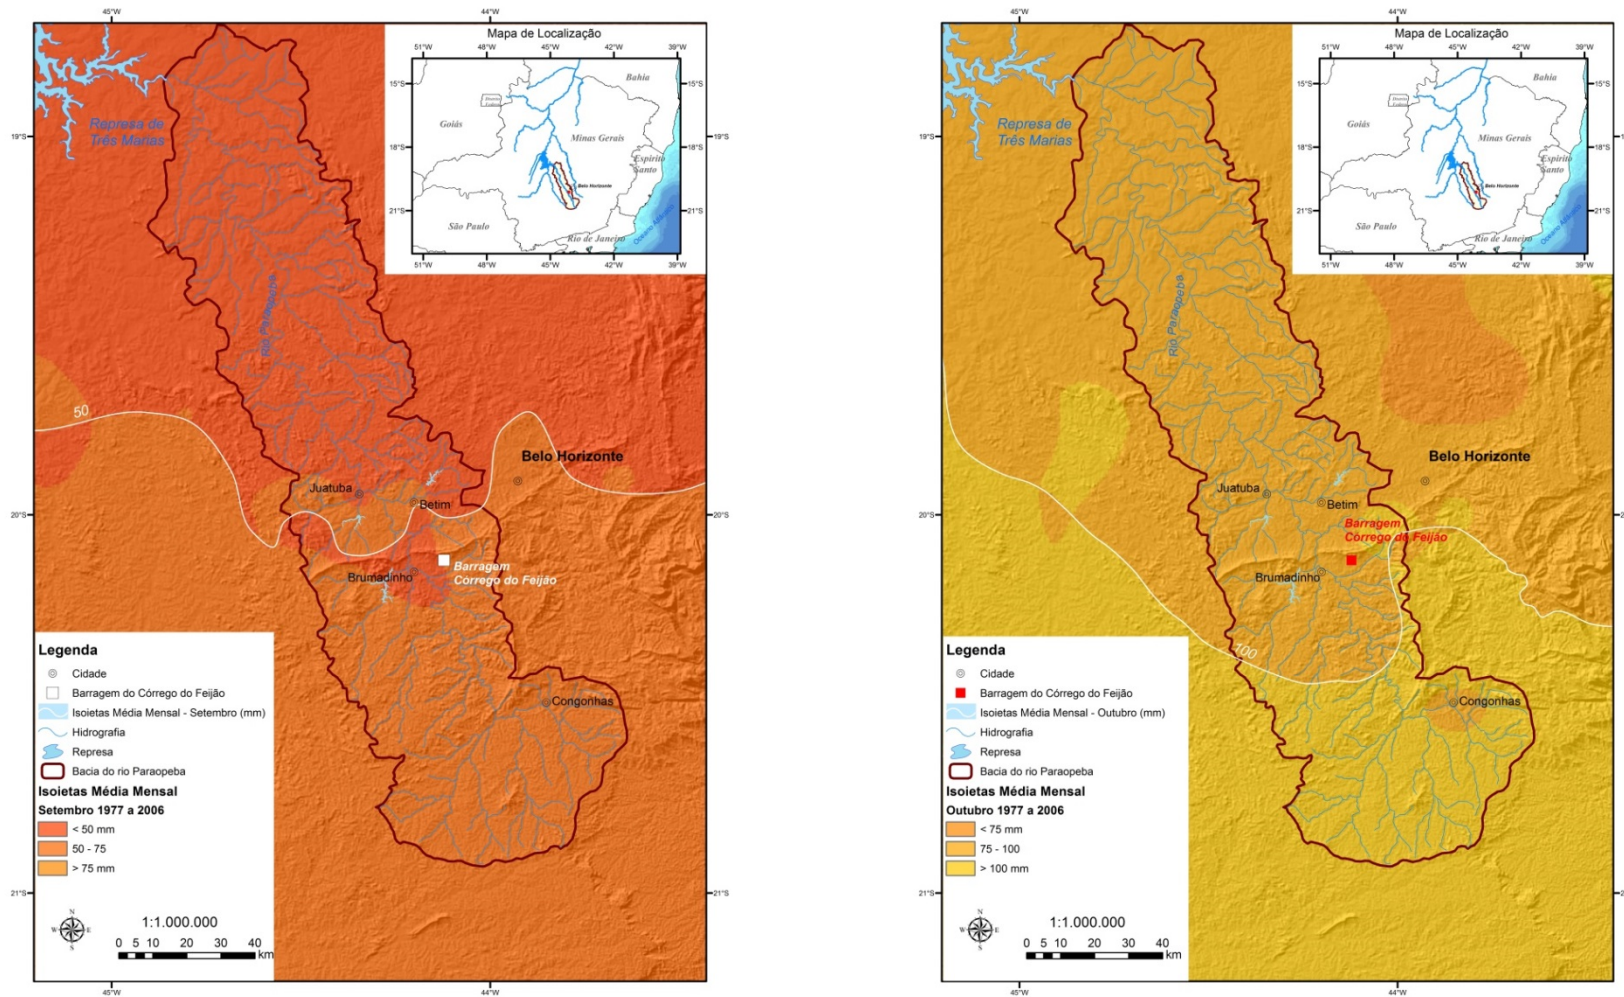 45°W
44°W
Mapa de Localização
51°W
48°W
45°W
42°W
39°W
15°S
15°S
Bahia
Goiás
Minas Gerais
18°S
18°S
Espírito
Santo
Belo Horizonte
21°S
21°S
São Paulo
Rio de Janeiro
51°W
48°W
45°W
42°W
39°W
Represa de
Três Marias
19°S
19°S
Rio Paraopeba
50
Belo Horizonte
Juatuba
Betim
20°S
20°S
Barragem
Córrego do Feijão
Brumadinho
Congonhas
Legenda
Cidade
Barragem do Córrego do Feijão
Isoietas Média Mensal - Setembro (mm)
Hidrografia
Represa
Bacia do rio Paraopeba
Isoietas Média Mensal
Setembro 1977 a 2006
< 50 mm
50 - 75
> 75 mm
21°S
21°S
N
W
E
S
1:1.000.000
0 5 10 20 30 40
km
45°W
44°W
45°W
44°W
Mapa de Localização
51°W
48°W
45°W
42°W
39°W
15°S
15°S
Bahia
Goiás
Minas Gerais
18°S
18°S
Espírito
Santo
Belo Horizonte
21°S
21°S
São Paulo
Rio de Janeiro
51°W
48°W
45°W
42°W
39°W
Represa de
Três Marias
19°S
Rio Paraopeba
Belo Horizonte
Juatuba
Betim
20°S
Barragem
Córrego do Feijão
Brumadinho
100
Congonhas
Legenda
Cidade
Barragem do Córrego do Feijão
Isoietas Média Mensal - Outubro (mm)
Hidrografia
Represa
Bacia do rio Paraopeba
Isoietas Média Mensal
Outubro 1977 a 2006
< 75 mm
75 - 100
> 100 mm
21°S
N
W
E
S
1:1.000.000
0 5 10 20 30 40
km
45°W
44°W